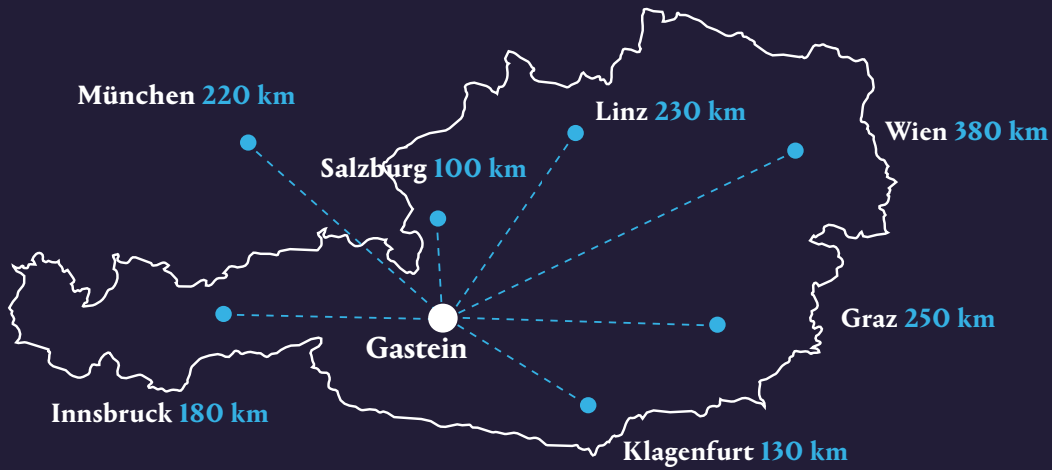 München 220 km
Linz 230 km
Wien 380 km
Salzburg 100 km
Graz 250 km
Gastein
Innsbruck 180 km
Klagenfurt 130 km